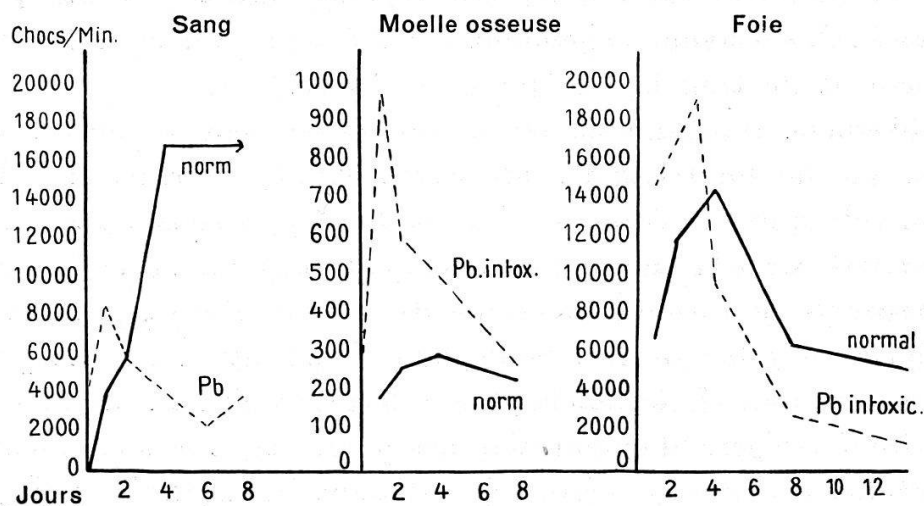 Sang
Moelle osseuse
Foie
Chocs/Min.
20000
18000
16000
14000
12000
10000
8000
6000
4000
2000
0
norm
Pb
Jours
2 4 6 8
1000
900
800
700
600
500
400
300
200
100
0
Pb.intox.
norm
2 4 6 8
20000
18000
16000
14000
12000
10000
8000
6000
4000
2000
0
normal
Pb intoxic.
2 4 6 8 10 12